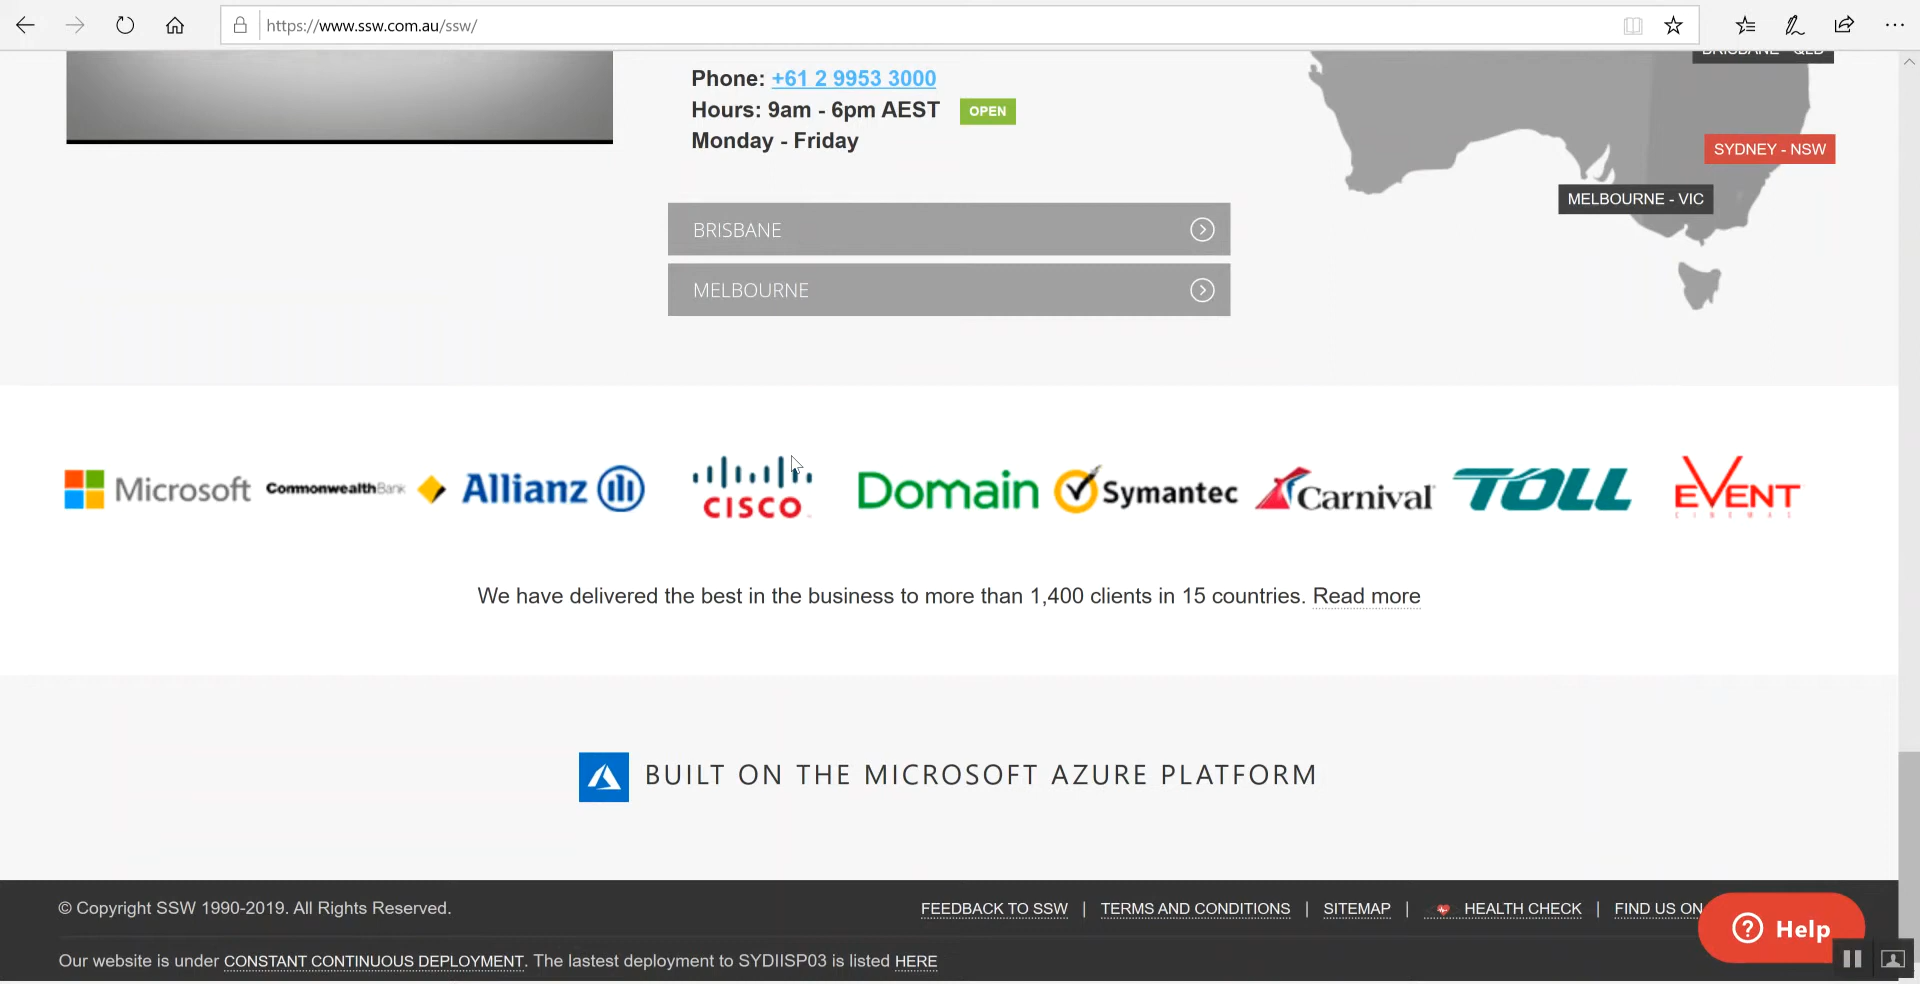 https://www.ssw.com.au/ssw/
BRISBANE - QLD
Phone: +61 2 9953 3000
Hours: 9am - 6pm AEST OPEN
Monday - Friday
SYDNEY - NSW
MELBOURNE - VIC
BRISBANE
MELBOURNE
Microsoft CommonwealthBank Allianz CISCO Domain Symantec Carnival TOLL EVENT CINEMAS
We have delivered the best in the business to more than 1,400 clients in 15 countries. Read more
BUILT ON THE MICROSOFT AZURE PLATFORM
© Copyright SSW 1990-2019. All Rights Reserved.
FEEDBACK TO SSW | TERMS AND CONDITIONS | SITEMAP | HEALTH CHECK | FIND US ON
Help
Our website is under CONSTANT CONTINUOUS DEPLOYMENT. The lastest deployment to SYDIISP03 is listed HERE